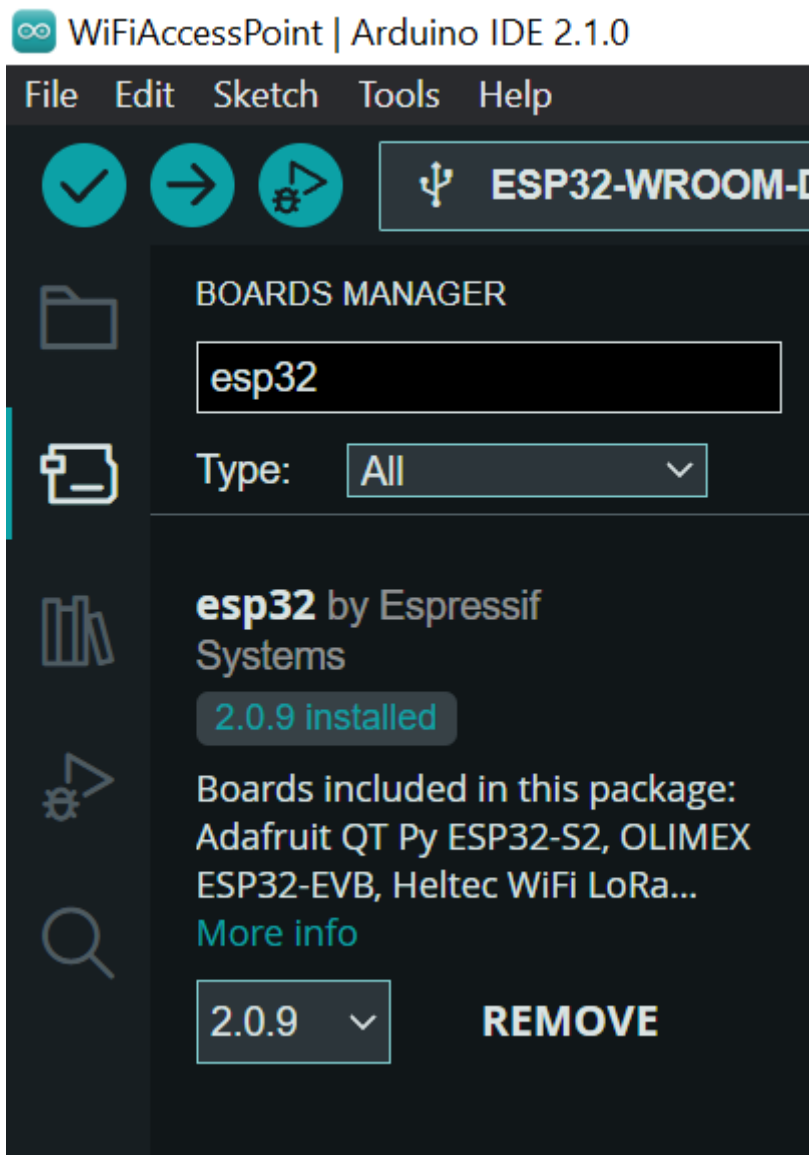 WiFiAccessPoint | Arduino IDE 2.1.0
File Edit Sketch Tools Help
ESP32-WROOM-D
BOARDS MANAGER
esp32
Type: All
esp32 by Espressif
Systems
2.0.9 installed
Boards included in this package:
Adafruit QT Py ESP32-S2, OLIMEX
ESP32-EVB, Heltec WiFi LoRa...
More info
2.0.9 REMOVE